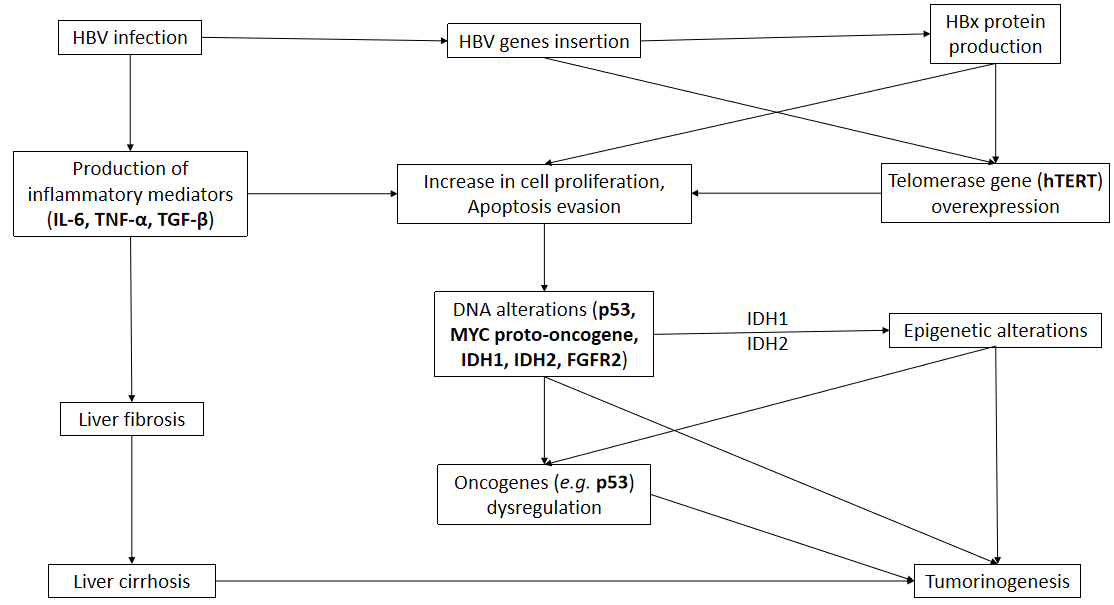 HBV infection
HBV genes insertion
HBx protein
production
Production of
inflammatory mediators
(IL-6, TNF-α, TGF-β)
Increase in cell proliferation,
Apoptosis evasion
Telomerase gene (hTERT)
overexpression
DNA alterations (p53,
MYC proto-oncogene,
IDH1, IDH2, FGFR2)
IDH1
IDH2
Epigenetic alterations
Liver fibrosis
Oncogenes (e.g. p53)
dysregulation
Liver cirrhosis
Tumorinogenesis